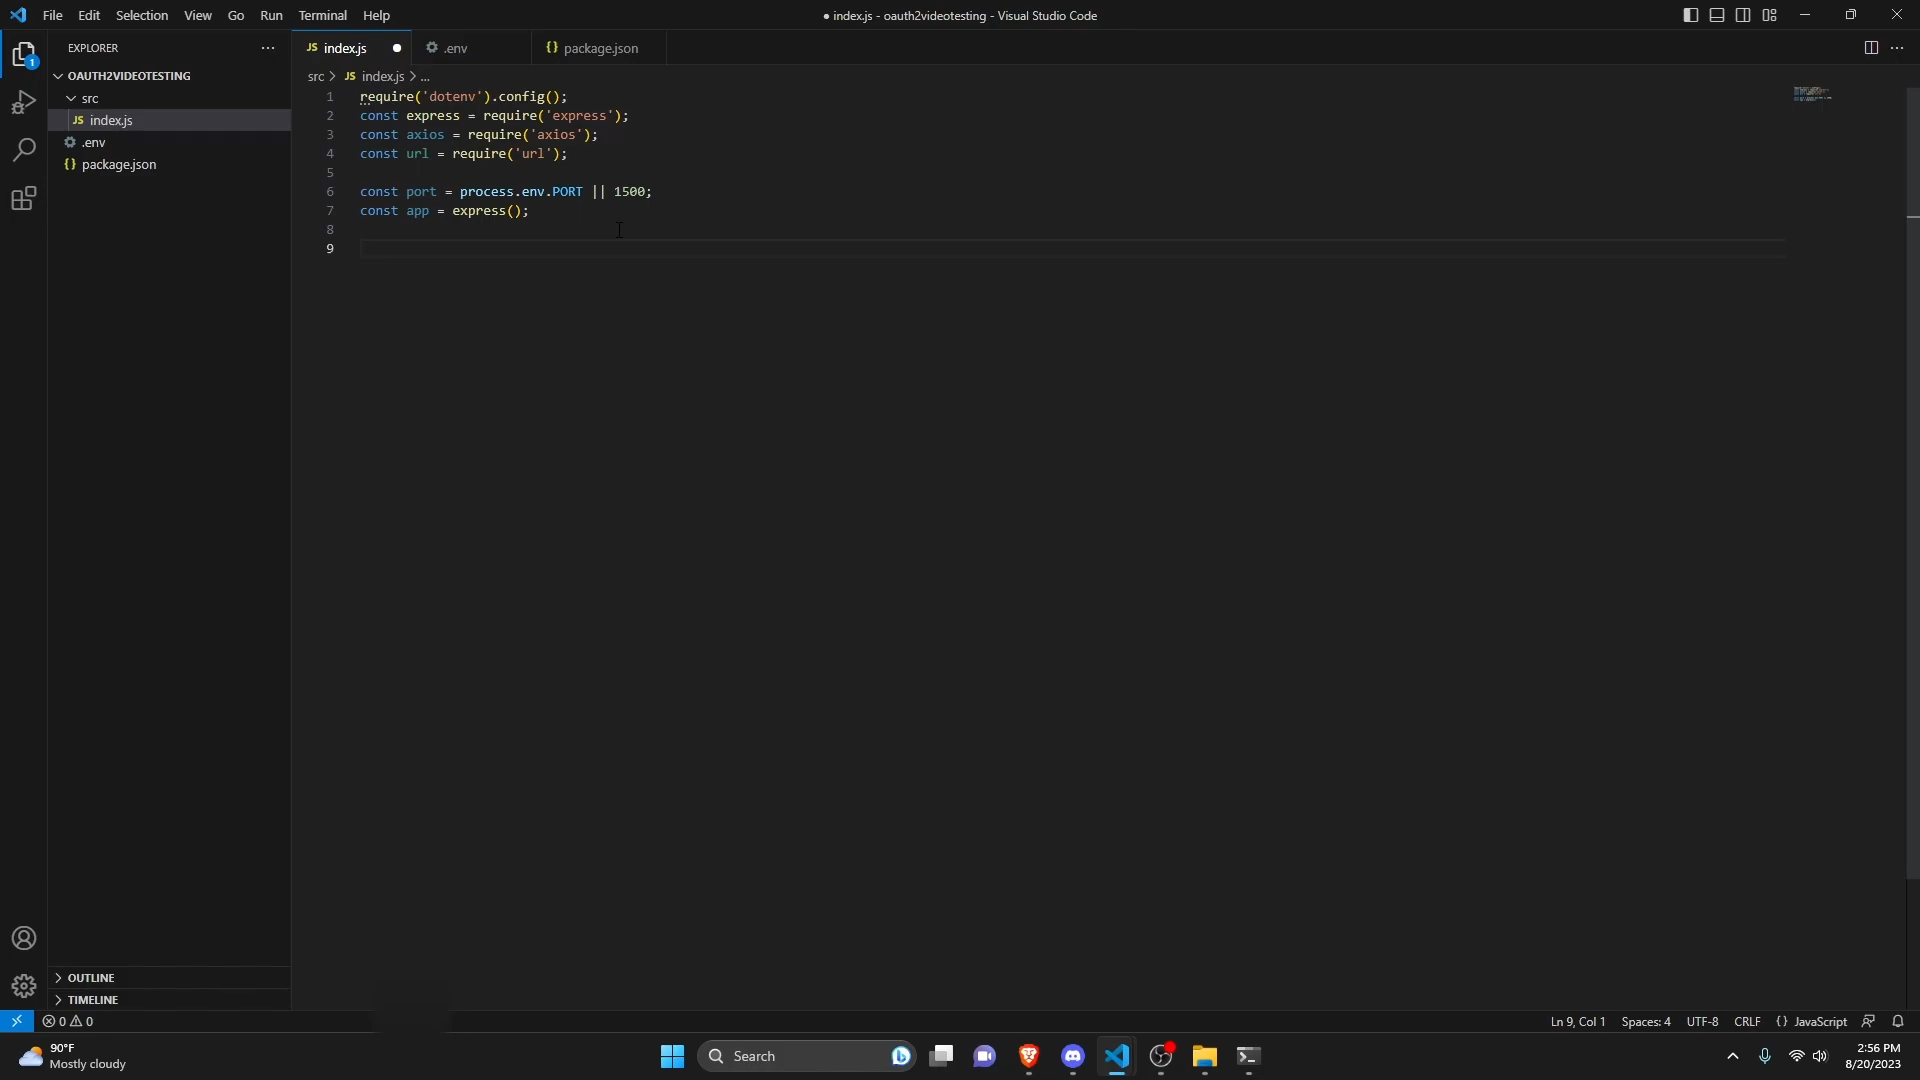 File Edit Selection View Go Run Terminal Help
● index.js - oauth2videotesting - Visual Studio Code
EXPLORER
JS index.js
.env
{} package.json
OAUTH2VIDEOTESTING
src
JS index.js
.env
{} package.json
src > JS index.js > ...
1 require('dotenv').config();
2 const express = require('express');
3 const axios = require('axios');
4 const url = require('url');
5
6 const port = process.env.PORT || 1500;
7 const app = express();
8
9
1
OUTLINE
TIMELINE
0 0
Ln 9, Col 1 Spaces: 4 UTF-8 CRLF {} JavaScript
90°F
Mostly cloudy
Search
2:56 PM
8/20/2023